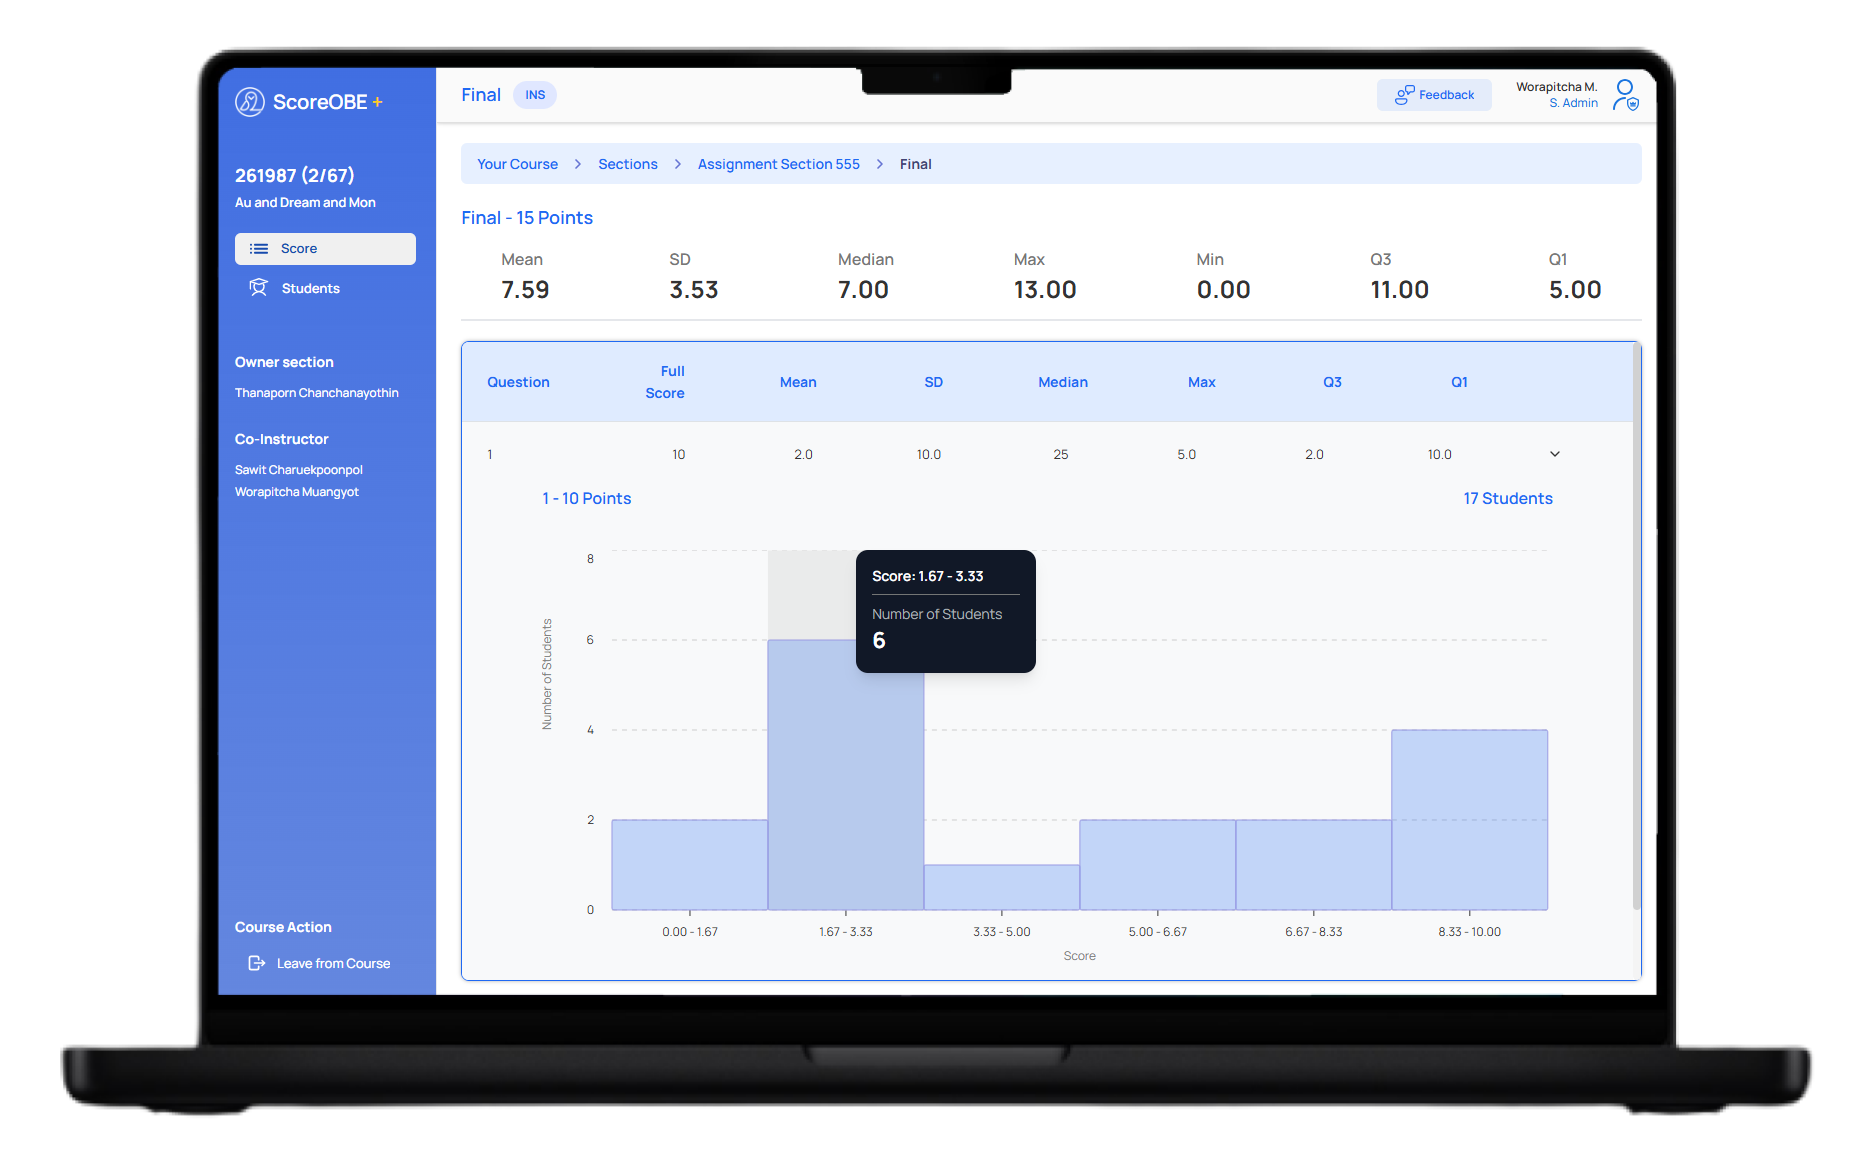 ScoreOBE +
261987 (2/67)
Au and Dream and Mon
Score
Students
Owner section
Thanaporn Chanchanayothin
Co-Instructor
Sawit Charuekpoonpol
Worapitcha Muangyot
Course Action
Leave from Course
Final INS
Feedback
Worapitcha M.
S. Admin
Your Course > Sections > Assignment Section 555 > Final
Final - 15 Points
Mean SD Median Max Min Q3 Q1
7.59 3.53 7.00 13.00 0.00 11.00 5.00
Question Full Score Mean SD Median Max Q3 Q1
1 10 2.0 10.0 25 5.0 2.0 10.0
1 - 10 Points 17 Students
Number of Students
8
6
4
2
0
Score: 1.67 - 3.33
Number of Students
6
0.00 - 1.67 1.67 - 3.33 3.33 - 5.00 5.00 - 6.67 6.67 - 8.33 8.33 - 10.00
Score